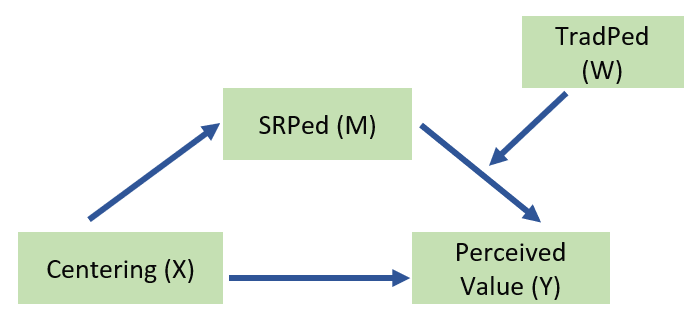 TradPed
(W)
SRPed (M)
Centering (X)
Perceived
Value (Y)